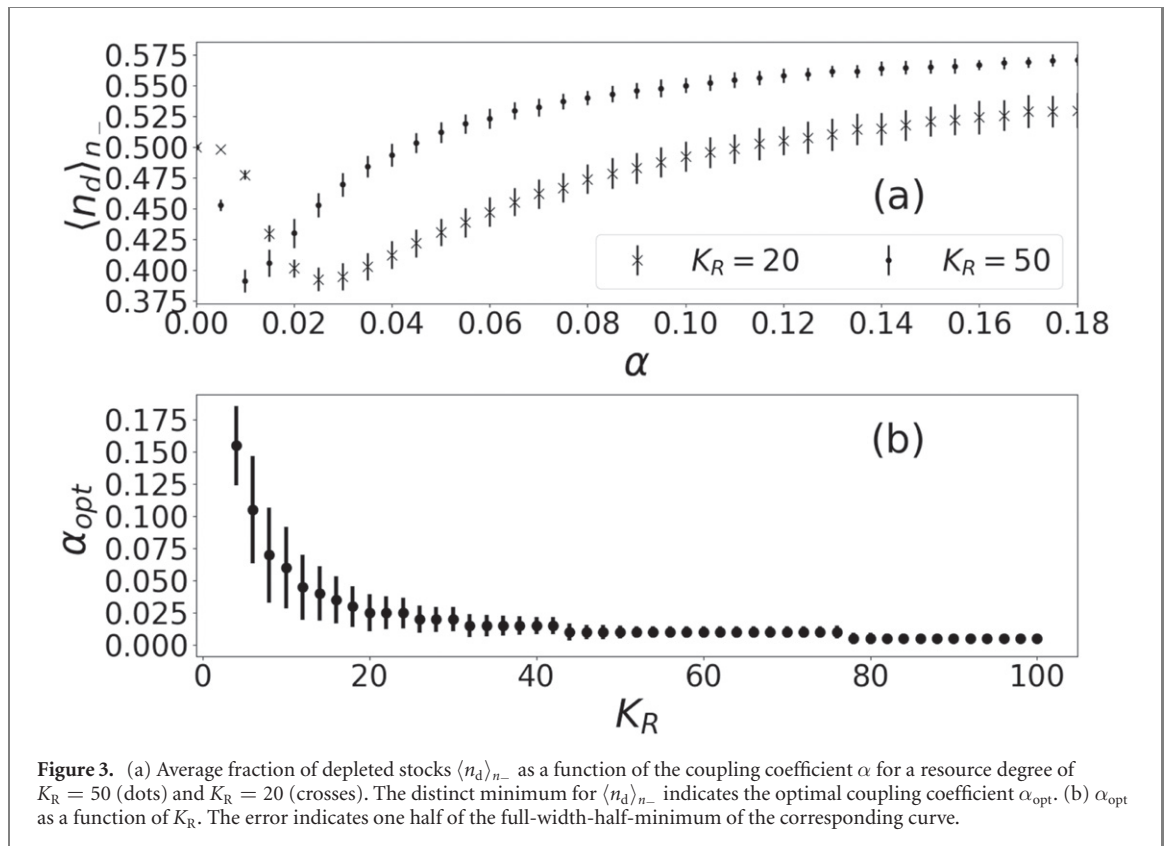 0.575
0.550
0.525
0.500
0.475
0.450
0.425
0.400
0.375
⟨n_d⟩_{n_−}
0.00 0.02 0.04 0.06 0.08 0.10 0.12 0.14 0.16 0.18
α
(a)
K_R = 20 K_R = 50
0.175
0.150
0.125
0.100
0.075
0.050
0.025
0.000
α_{opt}
(b)
0 20 40 60 80 100
K_R
Figure 3. (a) Average fraction of depleted stocks ⟨n_d⟩_{n_−} as a function of the coupling coefficient α for a resource degree of
K_R = 50 (dots) and K_R = 20 (crosses). The distinct minimum for ⟨n_d⟩_{n_−} indicates the optimal coupling coefficient α_{opt}. (b) α_{opt}
as a function of K_R. The error indicates one half of the full-width-half-minimum of the corresponding curve.